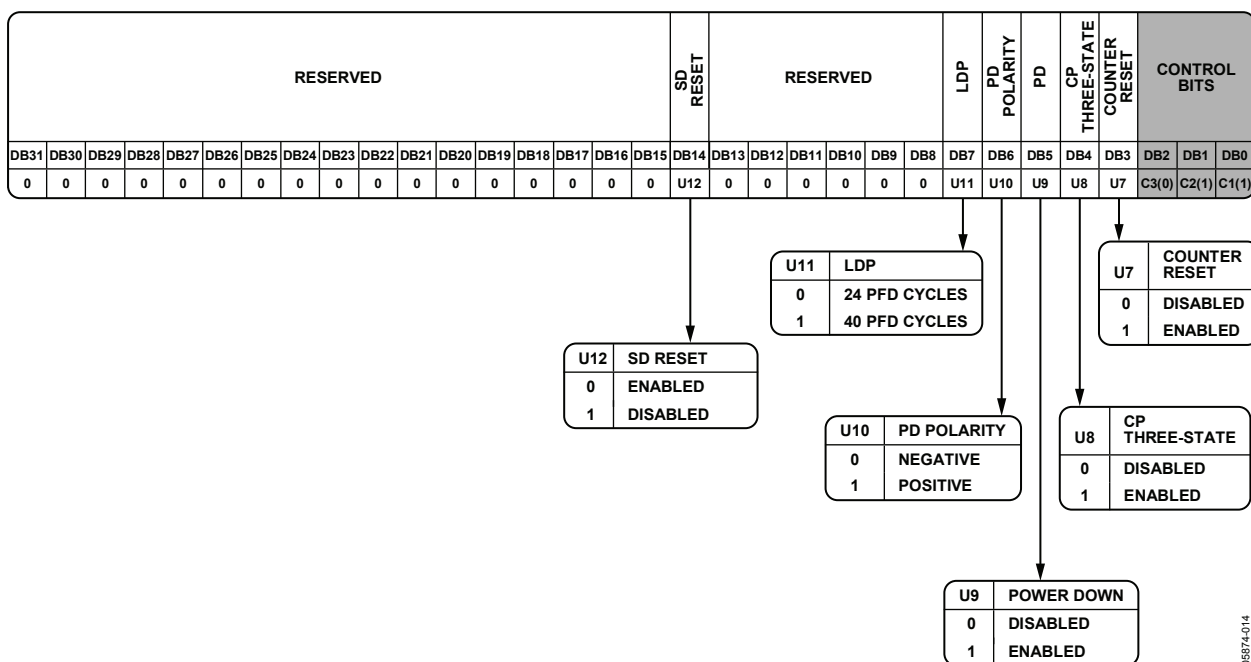 RESERVED
SD RESET
RESERVED
LDP
PD POLARITY
PD
CP THREE-STATE
COUNTER RESET
CONTROL BITS
DB31 DB30 DB29 DB28 DB27 DB26 DB25 DB24 DB23 DB22 DB21 DB20 DB19 DB18 DB17 DB16 DB15 DB14 DB13 DB12 DB11 DB10 DB9 DB8 DB7 DB6 DB5 DB4 DB3 DB2 DB1 DB0
0 0 0 0 0 0 0 0 0 0 0 0 0 0 0 0 0 U12 0 0 0 0 0 0 U11 U10 U9 U8 U7 C3(0) C2(1) C1(1)
U11 LDP
0 24 PFD CYCLES
1 40 PFD CYCLES
U7 COUNTER RESET
0 DISABLED
1 ENABLED
U12 SD RESET
0 ENABLED
1 DISABLED
U10 PD POLARITY
0 NEGATIVE
1 POSITIVE
U8 CP THREE-STATE
0 DISABLED
1 ENABLED
U9 POWER DOWN
0 DISABLED
1 ENABLED